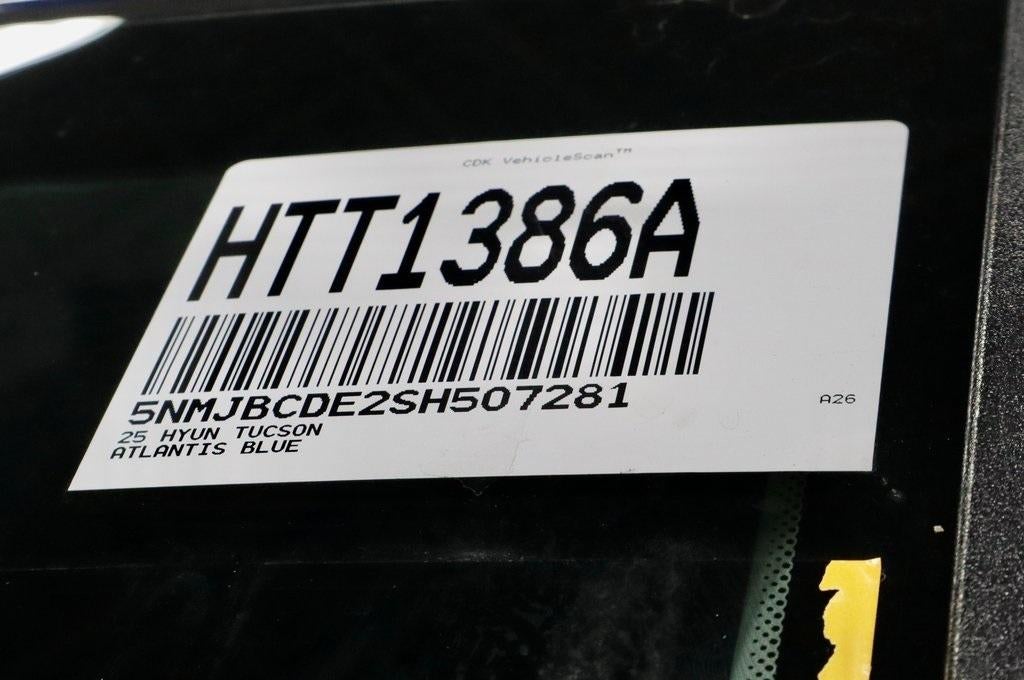 CDK VehicleScan™
HTT1386A
5NMJBCDE2SH507281
25 HYUN TUCSON
ATLANTIS BLUE
A26